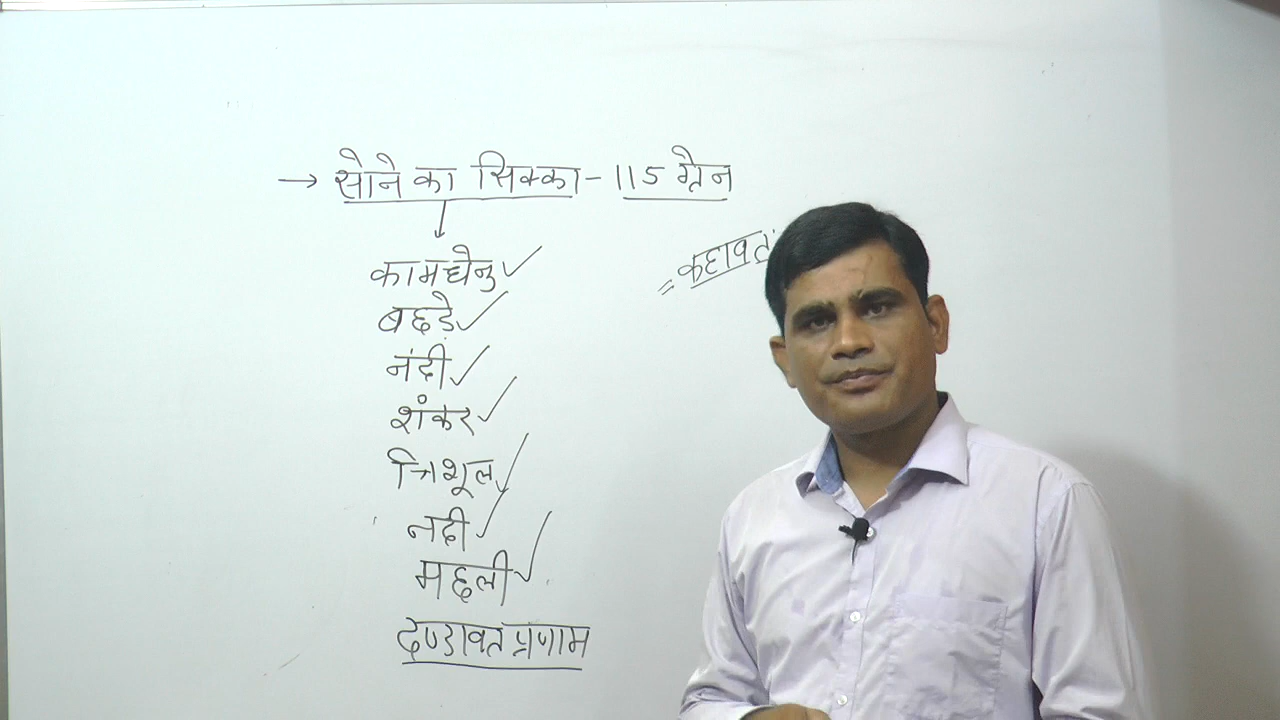 → सोने का सिक्का - 115 ग्रेन
कामधेनु ✓
= कहावत
बछड़े ✓
नंदी ✓
शंकर ✓
त्रिशूल ✓
नदी ✓
मछली ✓
दण्डावत प्रणाम